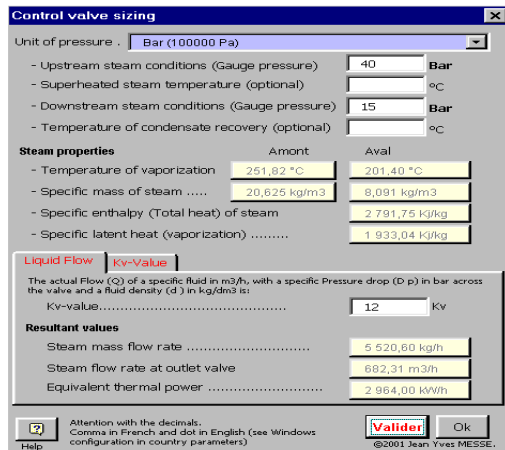 Control valve sizing
Unit of pressure . Bar (100000 Pa)
- Upstream steam conditions (Gauge pressure) 40 Bar
- Superheated steam temperature (optional) °C
- Downstream steam conditions (Gauge pressure) 15 Bar
- Temperature of condensate recovery (optional) °C
Steam properties Amont Aval
- Temperature of vaporization 251,82 °C 201,40 °C
- Specific mass of steam ..... 20,625 kg/m3 8,091 kg/m3
- Specific enthalpy (Total heat) of steam 2 791,75 Kj/kg
- Specific latent heat (vaporization) ......... 1 933,04 Kj/kg
Liquid Flow Kv-Value
The actual Flow (Q) of a specific fluid in m3/h, with a specific Pressure drop (D p) in bar across
the valve and a fluid density (d ) in kg/dm3 is:
Kv-value............................................ 12 Kv
Resultant values
Steam mass flow rate ........................ 5 520,60 kg/h
Steam flow rate at outlet valve 682,31 m3/h
Equivalent thermal power .......................... 2 964,00 kW/h
Help
Attention with the decimals.
Comma in French and dot in English (see Windows
configuration in country parameters)
Valider Ok
©2001 Jean Yves MESSE.